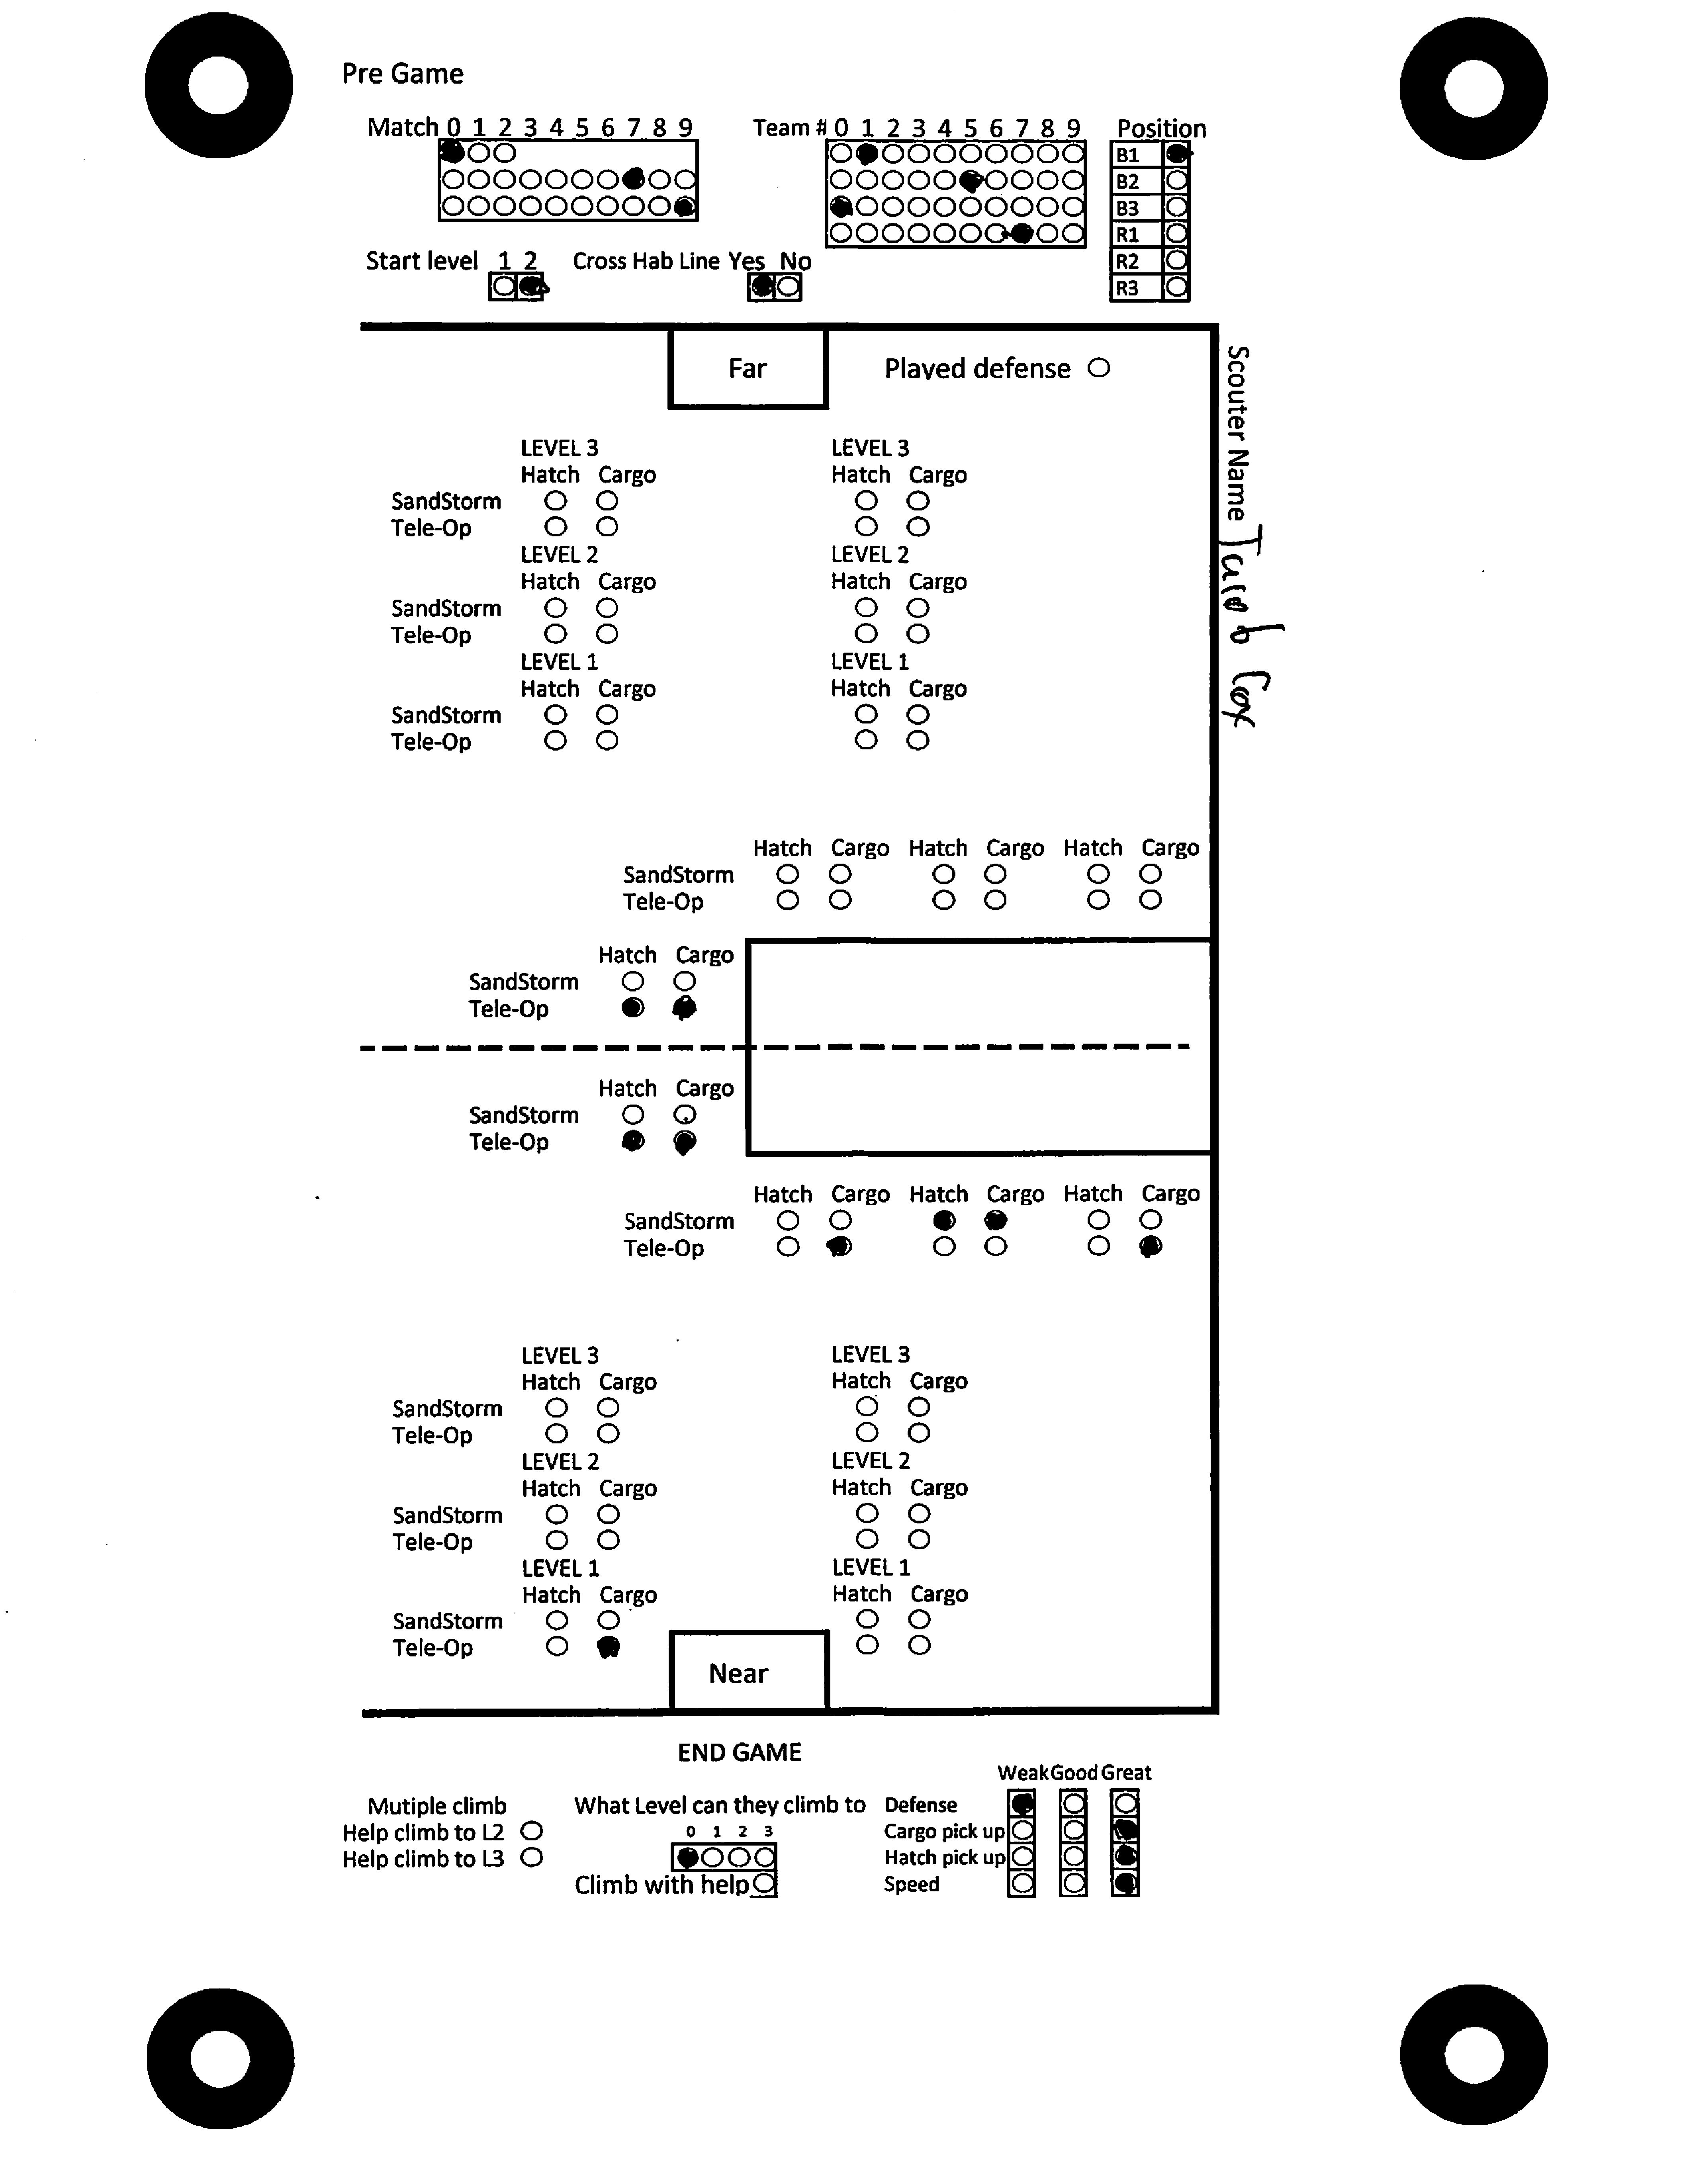 Pre Game
Match 0 1 2 3 4 5 6 7 8 9
Team # 0 1 2 3 4 5 6 7 8 9
Position
B1
B2
B3
R1
R2
R3
Start level 1 2
Cross Hab Line Yes No
Far
Played defense
Scouter Name Jacob Cox
LEVEL 3 LEVEL 3
Hatch Cargo Hatch Cargo
SandStorm
Tele-Op
LEVEL 2 LEVEL 2
Hatch Cargo Hatch Cargo
SandStorm
Tele-Op
LEVEL 1 LEVEL 1
Hatch Cargo Hatch Cargo
SandStorm
Tele-Op
Hatch Cargo Hatch Cargo Hatch Cargo
SandStorm
Tele-Op
Hatch Cargo
SandStorm
Tele-Op
Hatch Cargo
SandStorm
Tele-Op
Hatch Cargo Hatch Cargo Hatch Cargo
SandStorm
Tele-Op
LEVEL 3 LEVEL 3
Hatch Cargo Hatch Cargo
SandStorm
Tele-Op
LEVEL 2 LEVEL 2
Hatch Cargo Hatch Cargo
SandStorm
Tele-Op
LEVEL 1 LEVEL 1
Hatch Cargo Hatch Cargo
SandStorm
Tele-Op
Near
END GAME
Mutiple climb
Help climb to L2
Help climb to L3
What Level can they climb to
0 1 2 3
Climb with help
Weak Good Great
Defense
Cargo pick up
Hatch pick up
Speed